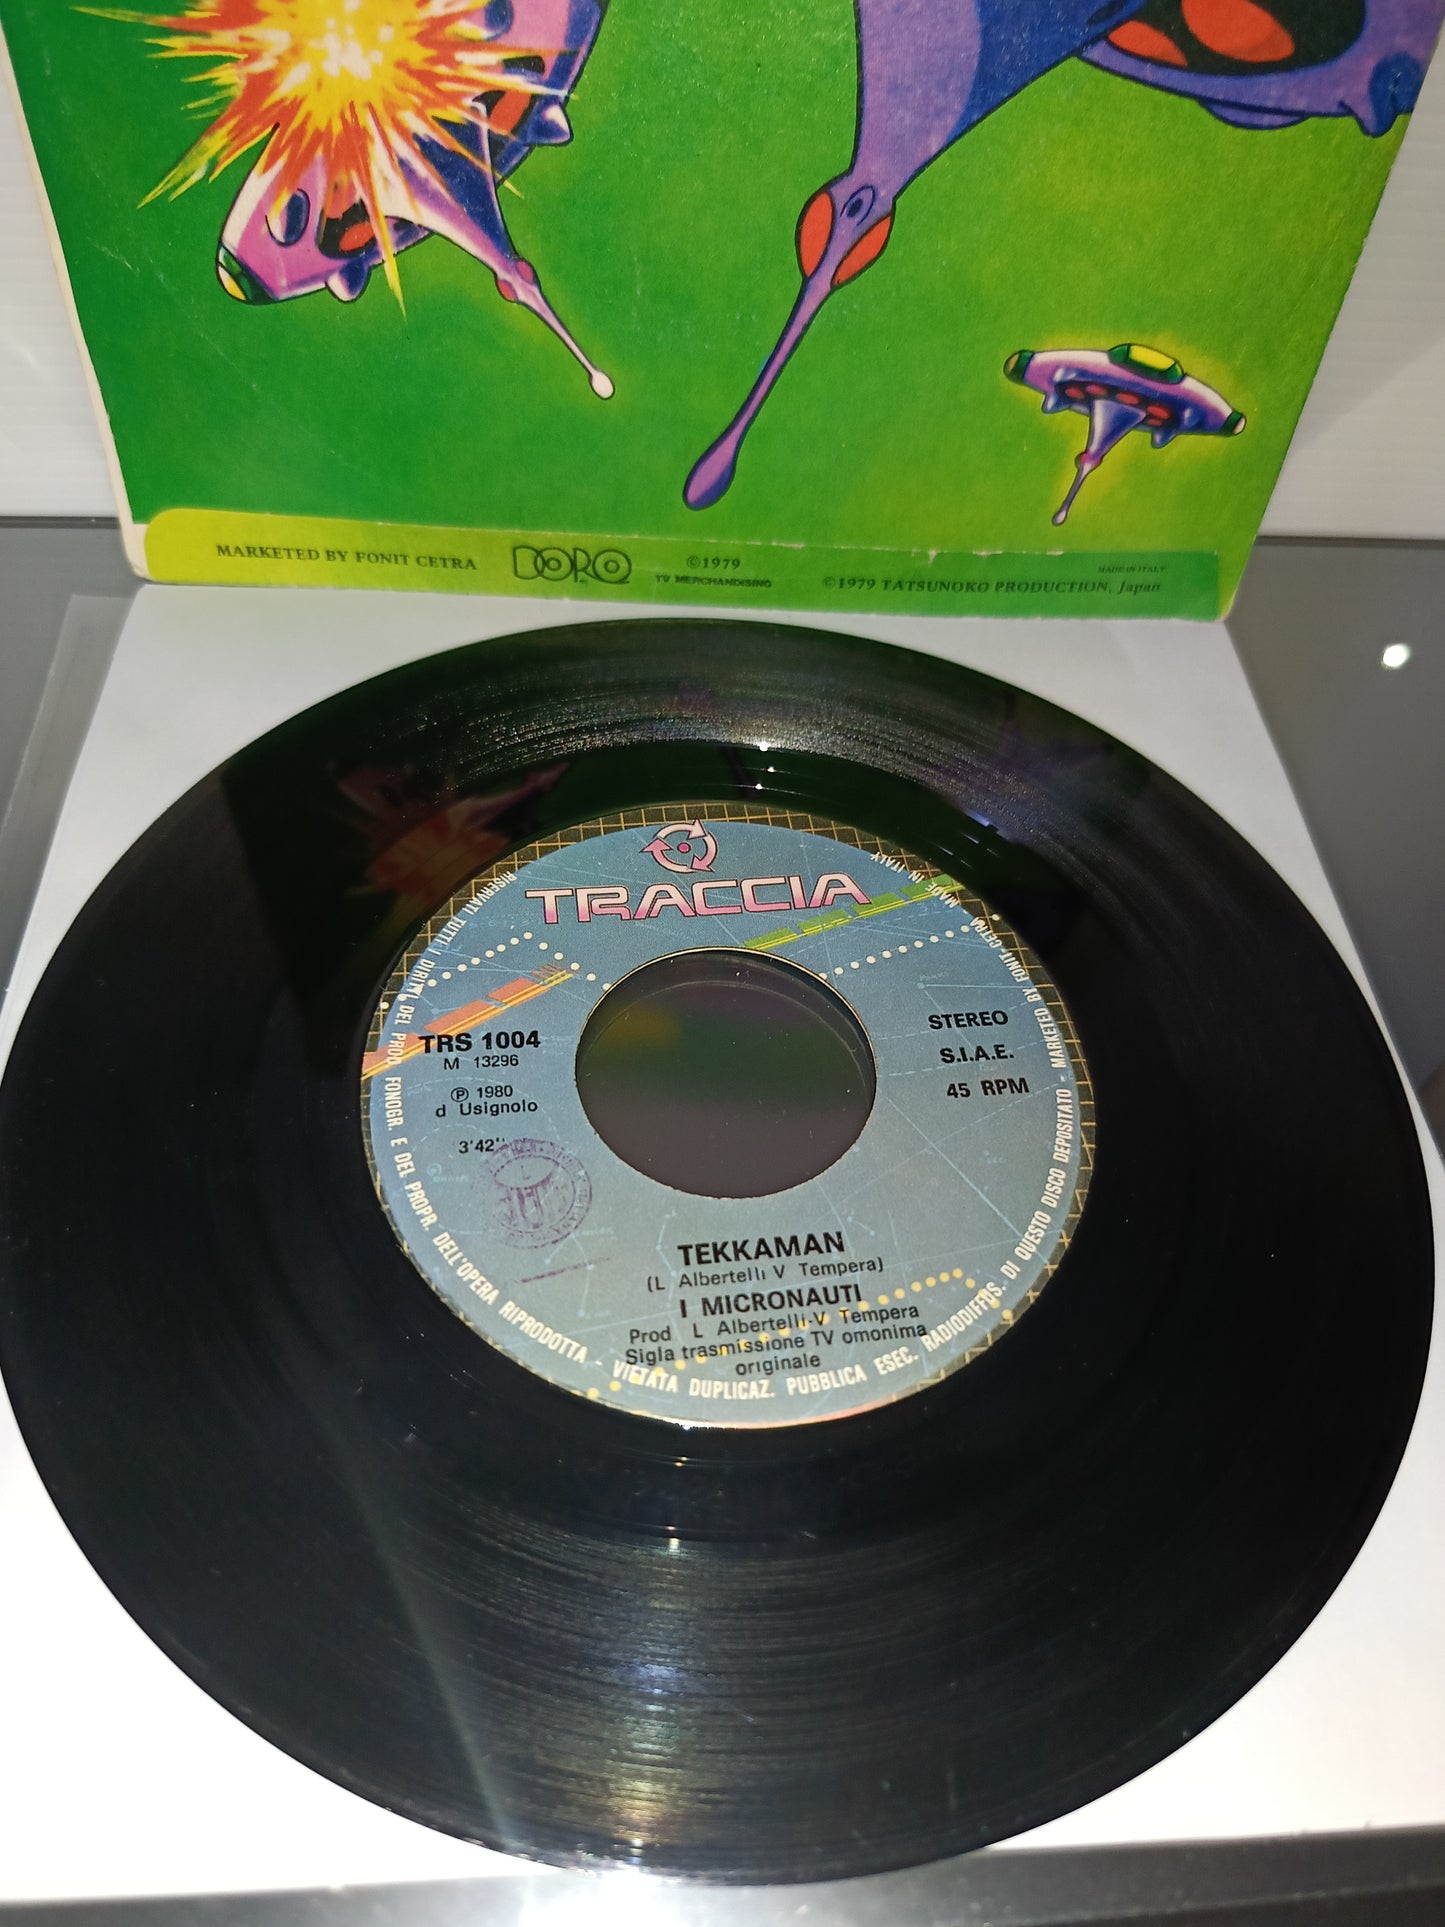 MARKETED BY FONIT CETRA
DORO
©1979
TV MERCHANDISING
MADE IN ITALY
©1979 TATSUNOKO PRODUCTION, Japan
TRACCIA
TRS 1004
M 13296
℗ 1980
d Usignolo
3'42''
STEREO
S.I.A.E.
45 RPM
TEKKAMAN
(L Albertelli V Tempera)
I MICRONAUTI
Prod L Albertelli-V Tempera
Sigla trasmissione TV omonima
originale
RISERVATI TUTTI I DIRITTI DEL PROD. FONOGR. E DEL PROPR. DELL'OPERA RIPRODOTTA - VIETATA DUPLICAZ. PUBBLICA ESEC. RADIODIFFUS. DI QUESTO DISCO DEPOSITATO - MARKETED BY FONIT-CETRA MADE IN ITALY